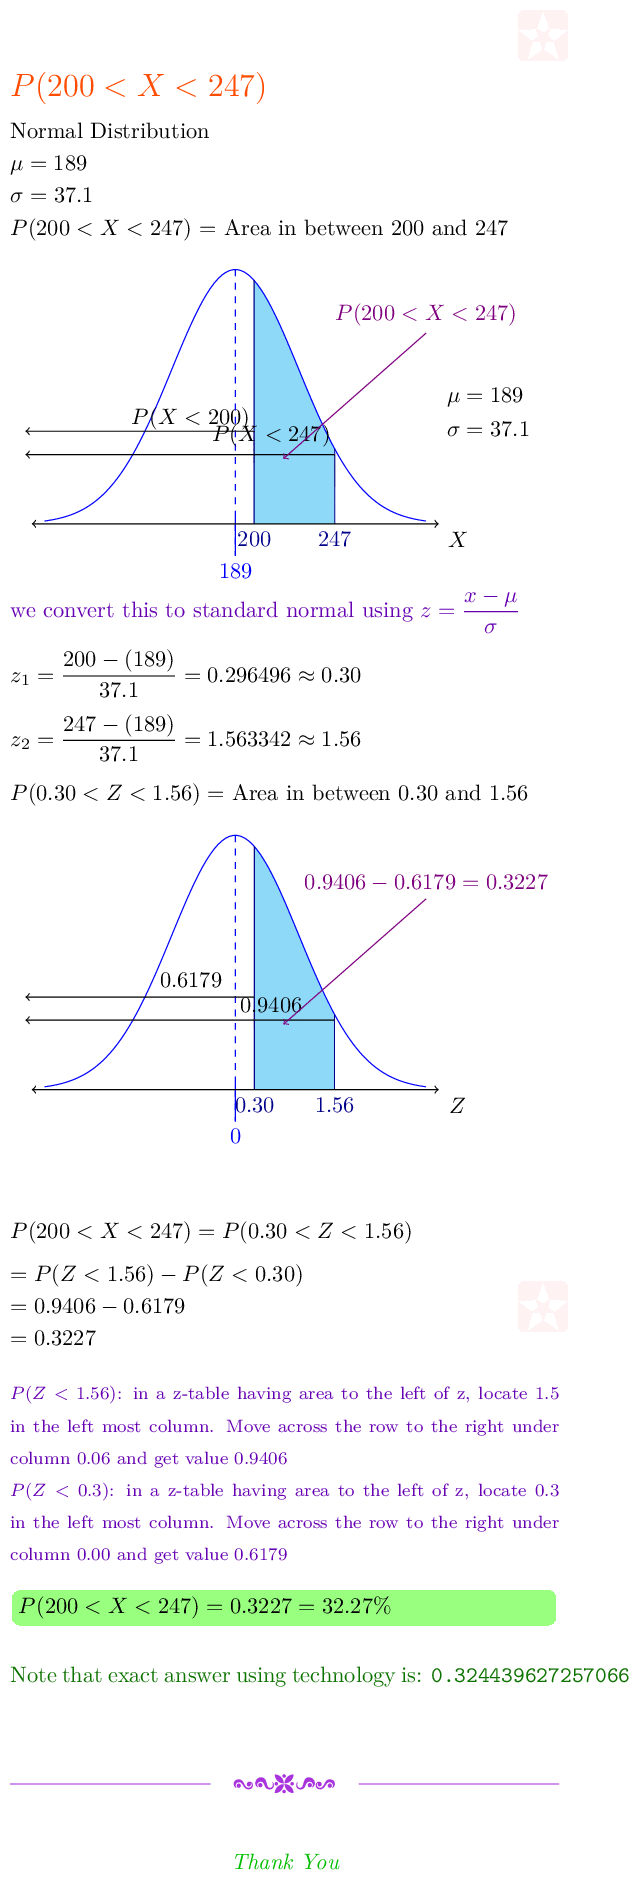 P(200 < X < 247)
Normal Distribution
μ = 189
σ = 37.1
P(200 < X < 247) = Area in between 200 and 247
P(200 < X < 247)
μ = 189
σ = 37.1
P(X < 200)
P(X < 247)
200 247
X
189
we convert this to standard normal using z = \frac{x − μ}{σ}
z₁ = \frac{200 − (189)}{37.1} = 0.296496 ≈ 0.30
z₂ = \frac{247 − (189)}{37.1} = 1.563342 ≈ 1.56
P(0.30 < Z < 1.56) = Area in between 0.30 and 1.56
0.9406 − 0.6179 = 0.3227
0.6179
0.9406
0.30 1.56
Z
0
P(200 < X < 247) = P(0.30 < Z < 1.56)
= P(Z < 1.56) − P(Z < 0.30)
= 0.9406 − 0.6179
= 0.3227
P(Z < 1.56): in a z-table having area to the left of z, locate 1.5
in the left most column. Move across the row to the right under
column 0.06 and get value 0.9406
P(Z < 0.3): in a z-table having area to the left of z, locate 0.3
in the left most column. Move across the row to the right under
column 0.00 and get value 0.6179
P(200 < X < 247) = 0.3227 = 32.27%
Note that exact answer using technology is: 0.324439627257066
Thank You